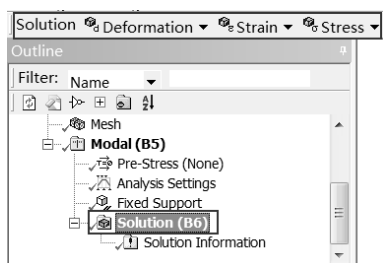 Solution Deformation Strain Stress
Outline
Filter: Name
Mesh
Modal (B5)
Pre-Stress (None)
Analysis Settings
Fixed Support
Solution (B6)
Solution Information